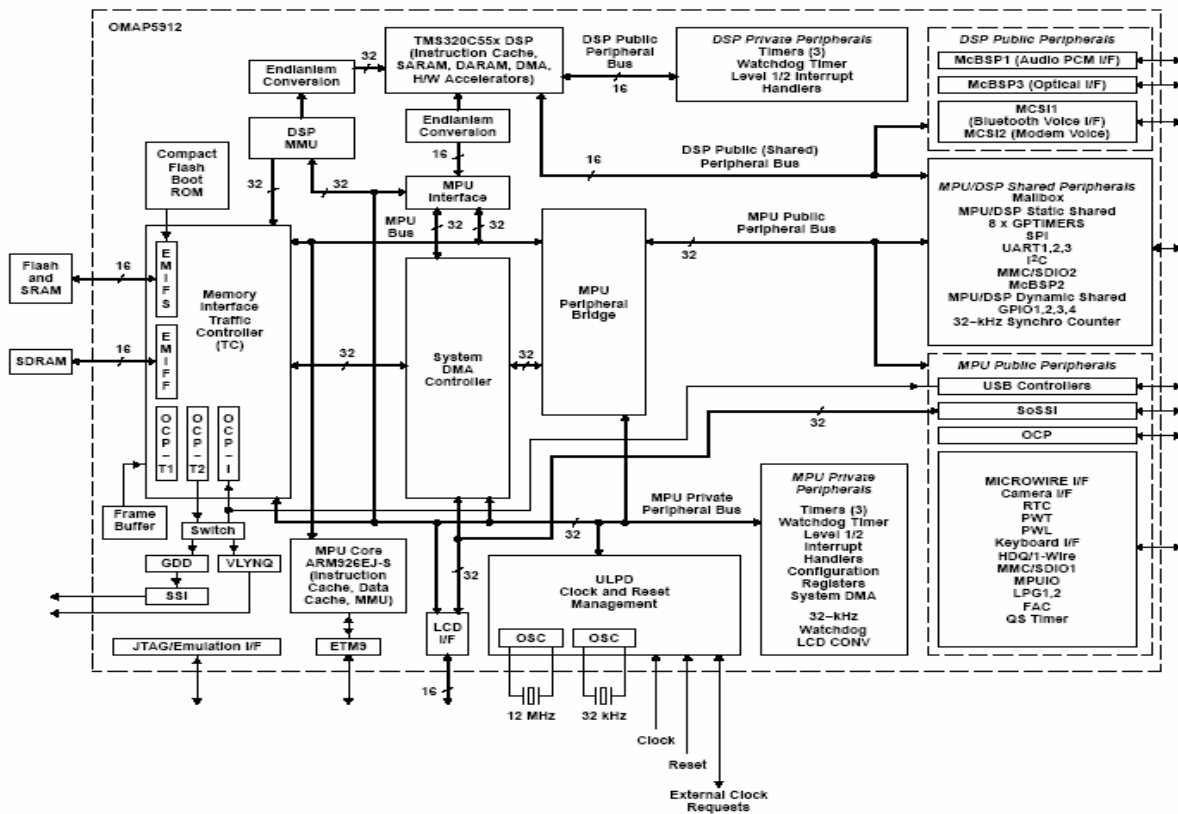 OMAP5912
TMS320C55x DSP
(Instruction Cache,
SARAM, DARAM, DMA,
H/W Accelerators)
32
Endianism
Conversion
DSP Public
Peripheral
Bus
16
DSP Private Peripherals
Timers (3)
Watchdog Timer
Level 1/2 Interrupt
Handlers
DSP Public Peripherals
McBSP1 (Audio PCM I/F)
McBSP3 (Optical I/F)
MCSI1
(Bluetooth Voice I/F)
MCSI2 (Modem Voice)
DSP
MMU
Endianism
Conversion
16
16
DSP Public (Shared)
Peripheral Bus
Compact
Flash
Boot
ROM
32
32
MPU
Interface
MPU
Bus
32
32
MPU Public
Peripheral Bus
32
MPU/DSP Shared Peripherals
Mailbox
MPU/DSP Static Shared
8 x GPTIMERS
SPI
UART1,2,3
I²C
MMC/SDIO2
McBSP2
MPU/DSP Dynamic Shared
GPIO1,2,3,4
32–kHz Synchro Counter
Flash and
SRAM
16
EMIFS
Memory
Interface
Traffic
Controller
(TC)
SDRAM
16
EMIFF
32
System
DMA
Controller
32
MPU
Peripheral
Bridge
OCP–T1
OCP–T2
OCP–I
MPU Public Peripherals
USB Controllers
SoSSI
32
OCP
MICROWIRE I/F
Camera I/F
RTC
PWT
PWL
Keyboard I/F
HDQ/1-Wire
MMC/SDIO1
MPUIO
LPG1,2
FAC
QS Timer
MPU Private
Peripheral Bus
32
MPU Private
Peripherals
Timers (3)
Watchdog Timer
Level 1/2
Interrupt
Handlers
Configuration
Registers
System DMA
32–kHz
Watchdog
LCD CONV
Frame
Buffer
Switch
GDD
VLYNQ
SSI
MPU Core
ARM926EJ-S
(Instruction
Cache, Data
Cache, MMU)
32
LCD
I/F
ULPD
Clock and Reset
Management
OSC
OSC
JTAG/Emulation I/F
ETM9
16
12 MHz
32 kHz
Clock
Reset
External Clock
Requests